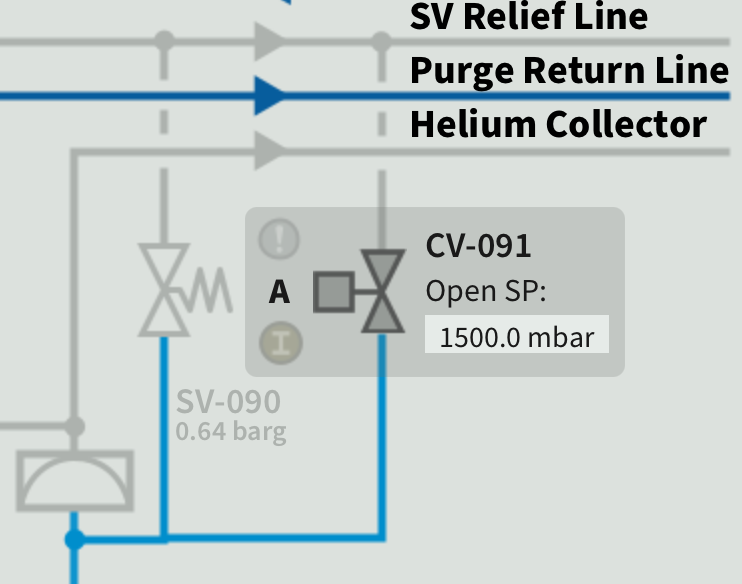 SV Relief Line
Purge Return Line
Helium Collector
!
CV-091
A
Open SP:
1500.0 mbar
I
SV-090
0.64 barg